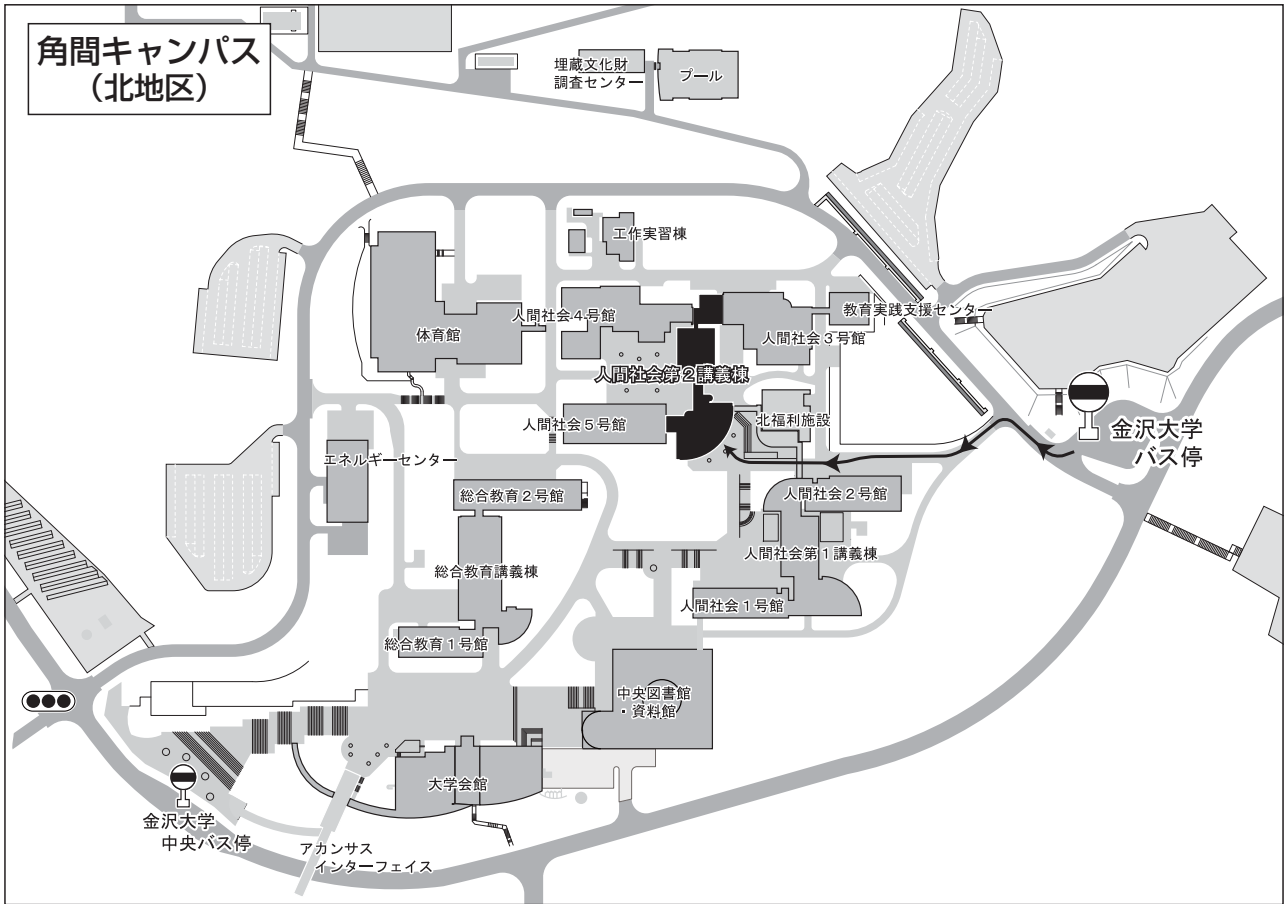 角間キャンパス
（北地区）
埋蔵文化財
調査センター
プール
工作実習棟
体育館
人間社会４号館
教育実践支援センター
人間社会３号館
人間社会第２講義棟
人間社会５号館
北福利施設
金沢大学
バス停
エネルギーセンター
総合教育２号館
人間社会２号館
総合教育講義棟
人間社会第１講義棟
人間社会１号館
総合教育１号館
中央図書館
・資料館
大学会館
金沢大学
中央バス停
アカンサス
インターフェイス